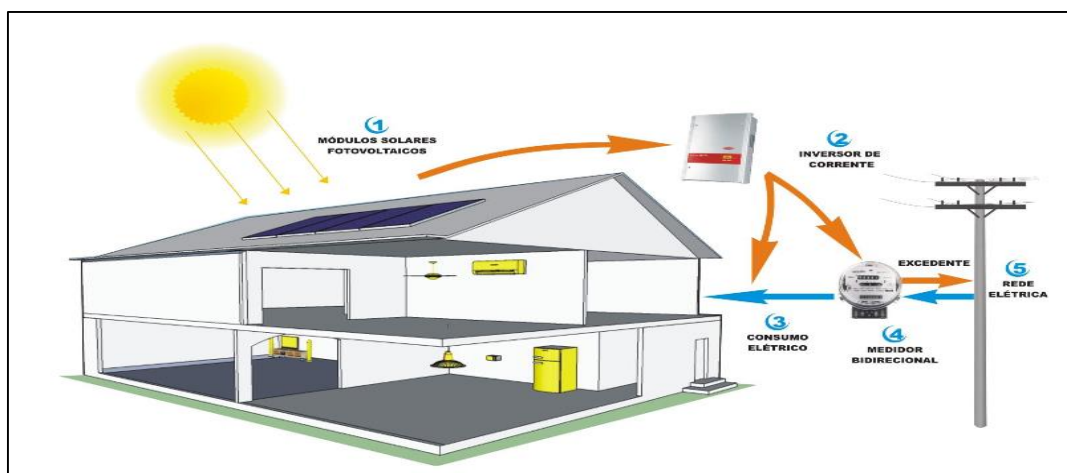 1
MÓDULOS SOLARES
FOTOVOLTAICOS
2
INVERSOR DE
CORRENTE
3
CONSUMO
ELÉTRICO
4
MEDIDOR
BIDIRECIONAL
EXCEDENTE
5
REDE
ELÉTRICA